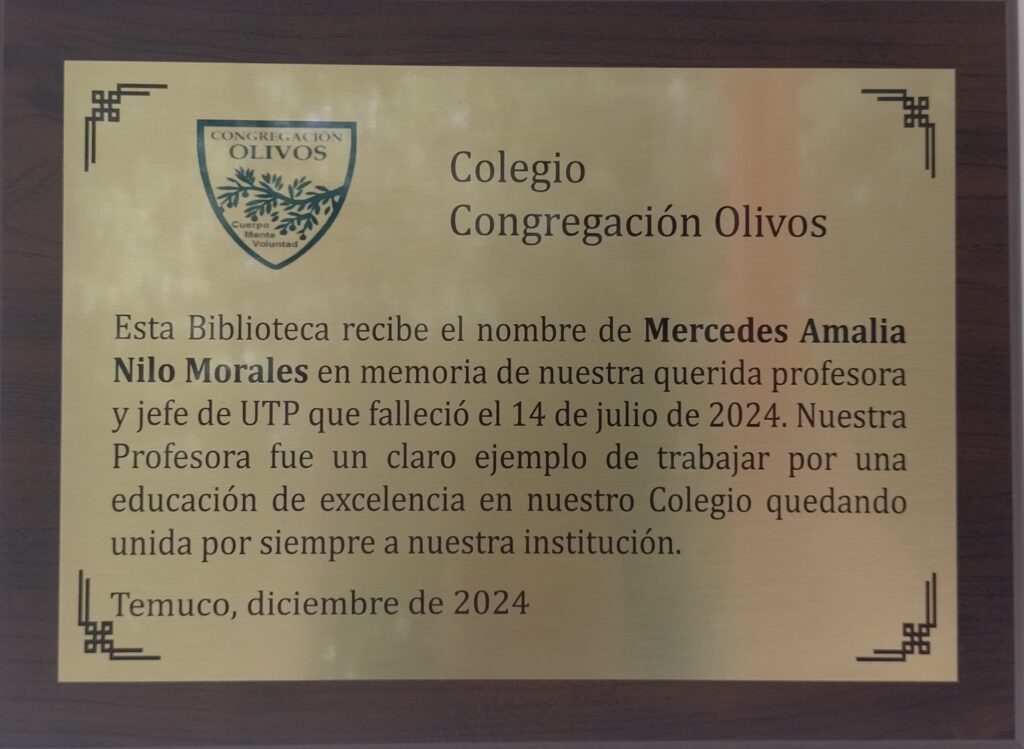 CONGREGACIÓN
OLIVOS
Cuerpo
Mente
Voluntad
Colegio
Congregación Olivos
Esta Biblioteca recibe el nombre de Mercedes Amalia
Nilo Morales en memoria de nuestra querida profesora
y jefe de UTP que falleció el 14 de julio de 2024. Nuestra
Profesora fue un claro ejemplo de trabajar por una
educación de excelencia en nuestro Colegio quedando
unida por siempre a nuestra institución.
Temuco, diciembre de 2024